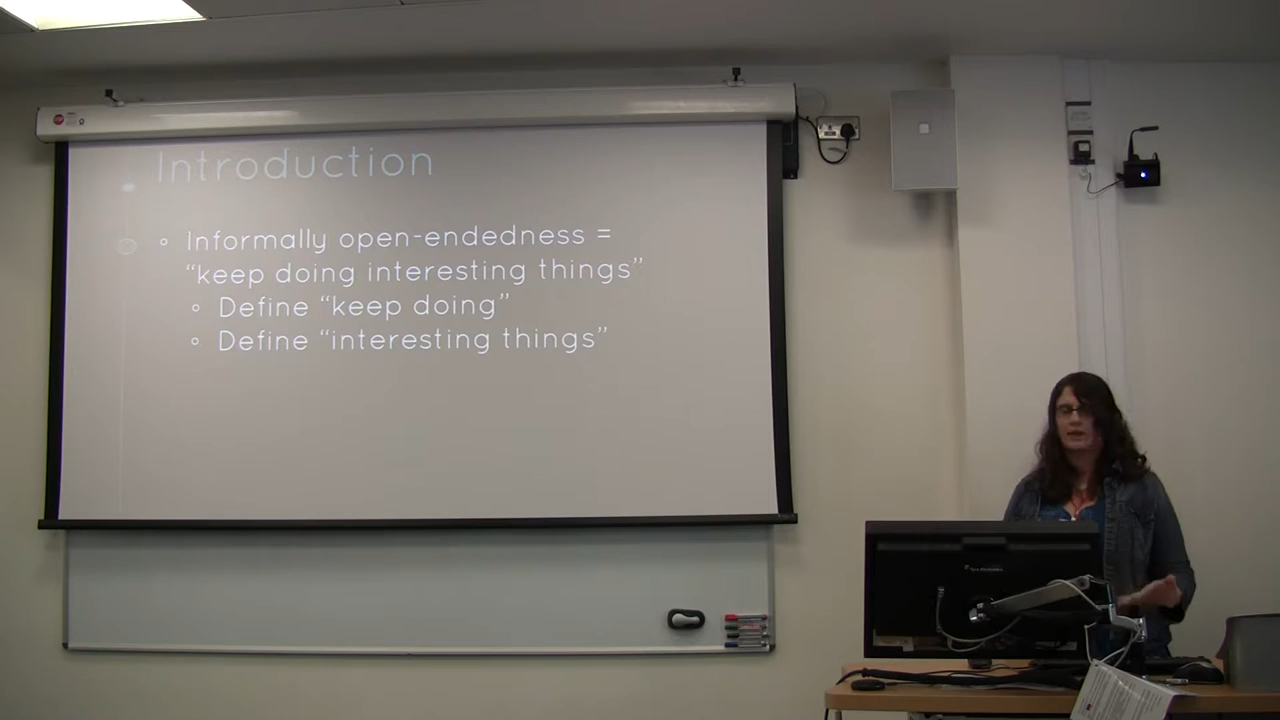 Introduction
◦ Informally open-endedness =
“keep doing interesting things”
◦ Define “keep doing”
◦ Define “interesting things”